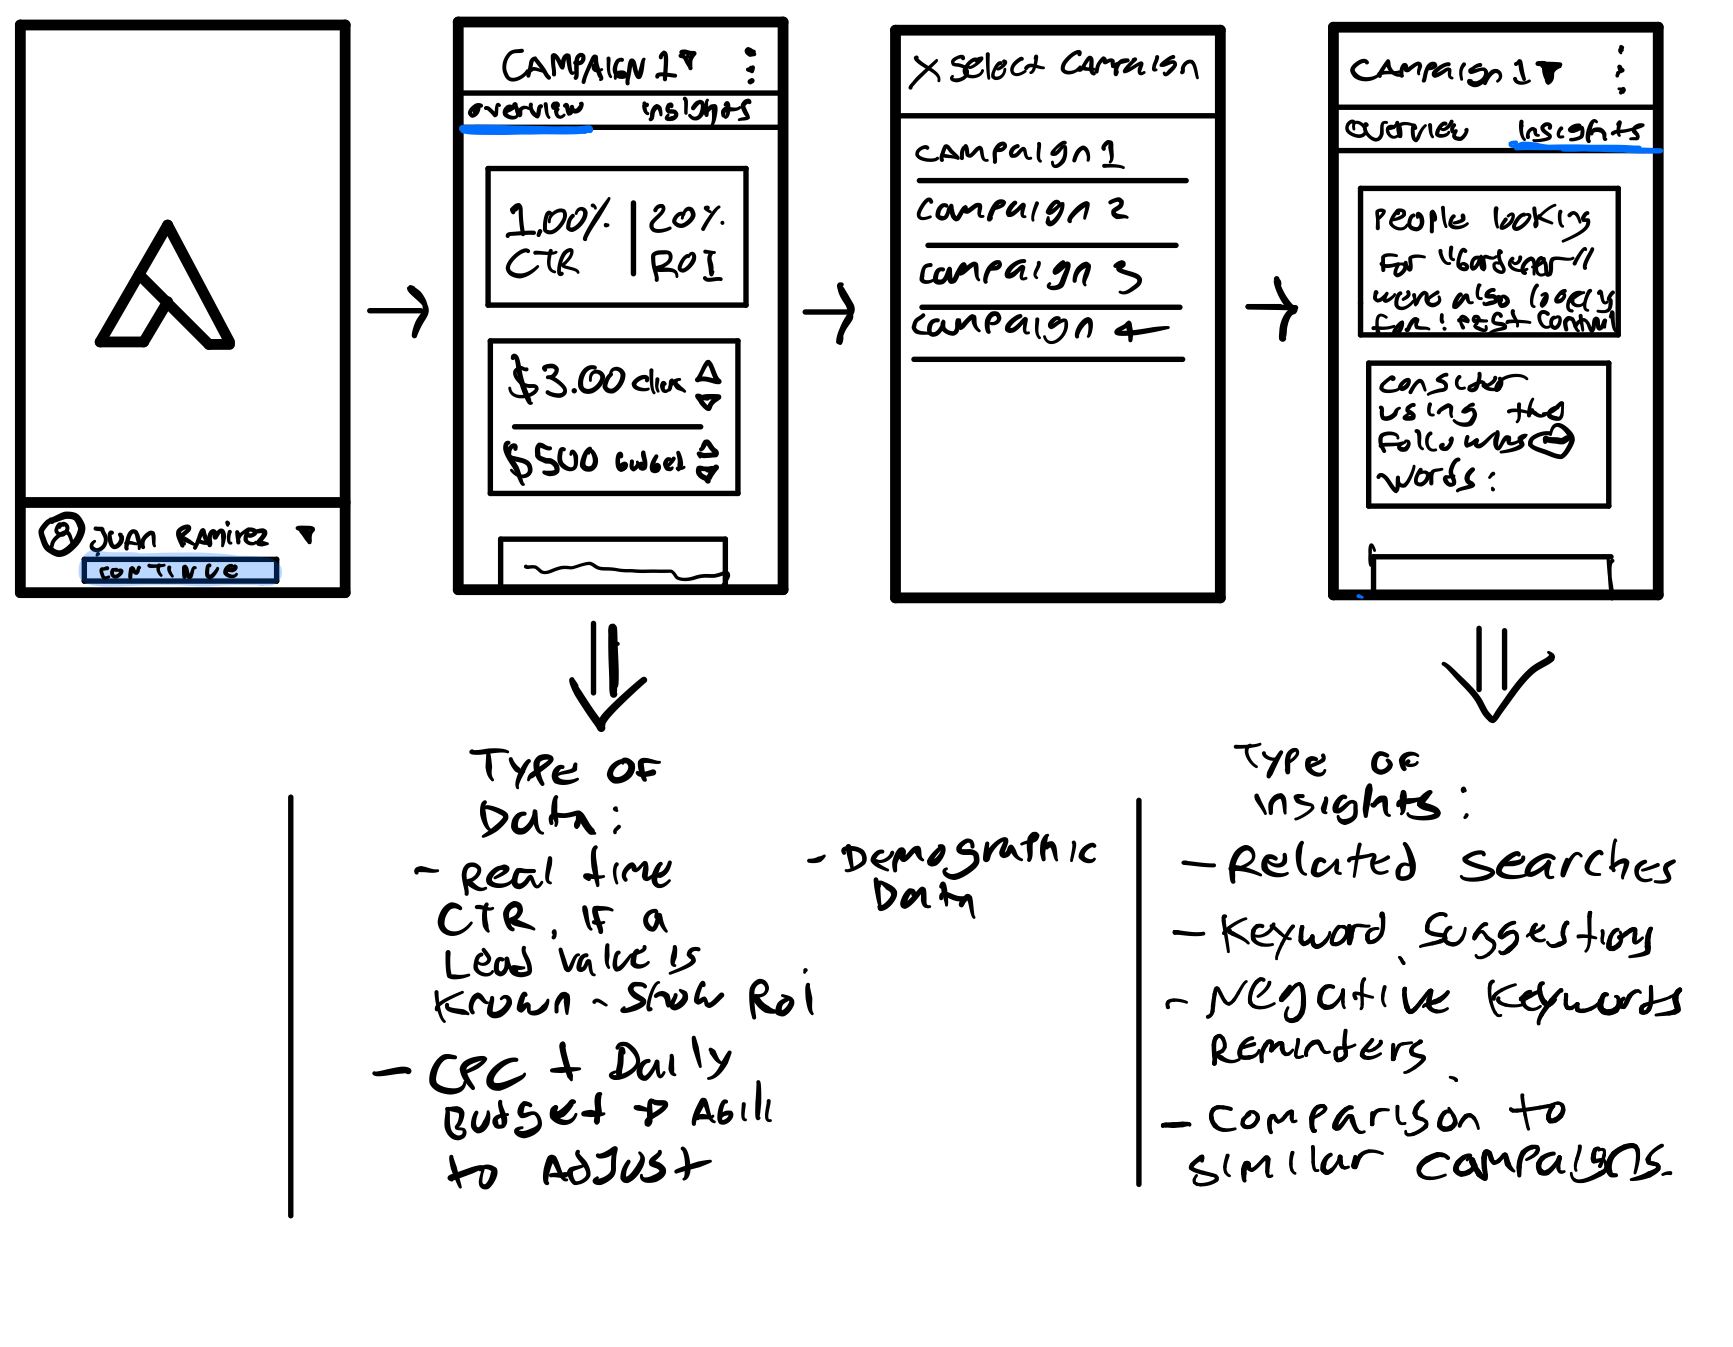 Juan Ramirez
continue
Campaign 1
overview insights
1.00% 20%
CTR ROI
$3.00 click
$500 budget
X Select Campaign
Campaign 1
Campaign 2
Campaign 3
Campaign 4
Campaign 1
Overview Insights
People looking
for "Gardener"
were also
for: pest control
Consider
using the
following
words:
Type of
Data:
- Real time
CTR, if a
Lead value is
Known - Show Roi
- CPC + Daily
Budget + Abili
to Adjust
- Demographic
Data
Type of
insights:
- Related Searches
- Keyword Suggestions
- Negative Keywords
Reminders
- Comparison to
similar campaigns.